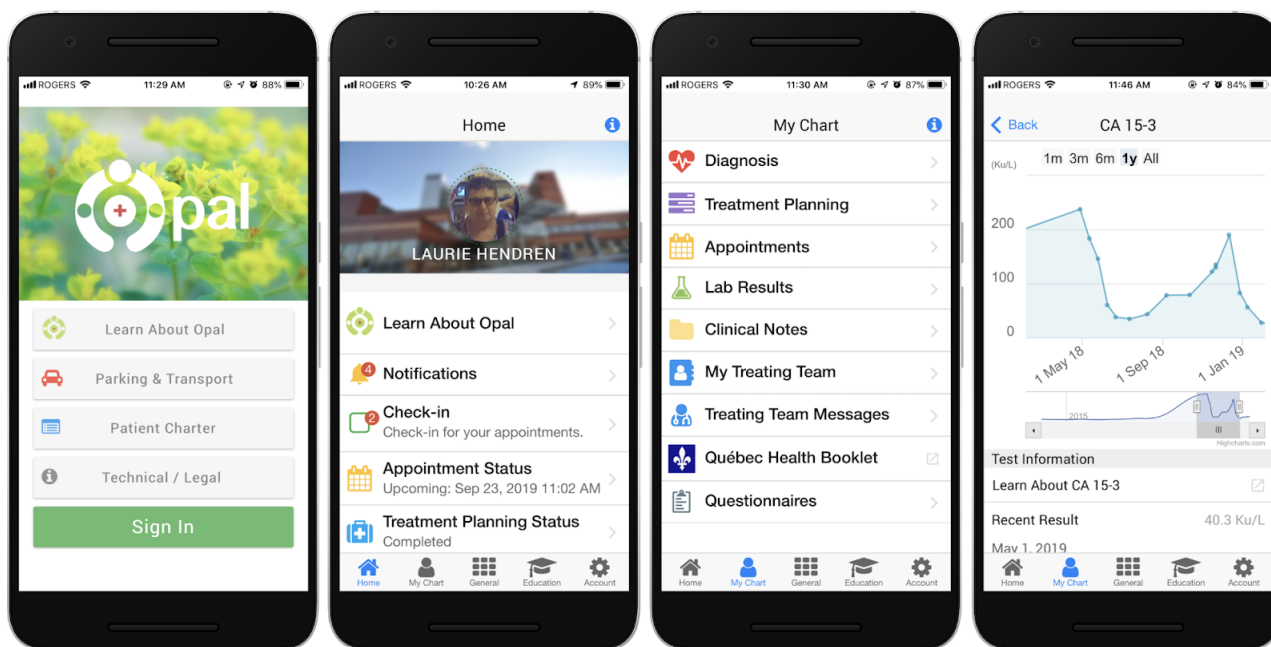 ROGERS 11:29 AM 88%
Opal
Learn About Opal
Parking & Transport
Patient Charter
Technical / Legal
Sign In
ROGERS 10:26 AM 89%
Home
LAURIE HENDREN
Learn About Opal
4
Notifications
2
Check-in
Check-in for your appointments.
Appointment Status
Upcoming: Sep 23, 2019 11:02 AM
Treatment Planning Status
Completed
Home My Chart General Education Account
ROGERS 11:30 AM 87%
My Chart
Diagnosis
Treatment Planning
Appointments
Lab Results
Clinical Notes
My Treating Team
Treating Team Messages
Québec Health Booklet
Questionnaires
Home My Chart General Education Account
ROGERS 11:46 AM 84%
Back CA 15-3
(Ku/L) 1m 3m 6m 1y All
200
100
0
1 May 18 1 Sep 18 1 Jan 19
2015
Highcharts.com
Test Information
Learn About CA 15-3
Recent Result 40.3 Ku/L
May 1, 2019
Home My Chart General Education Account